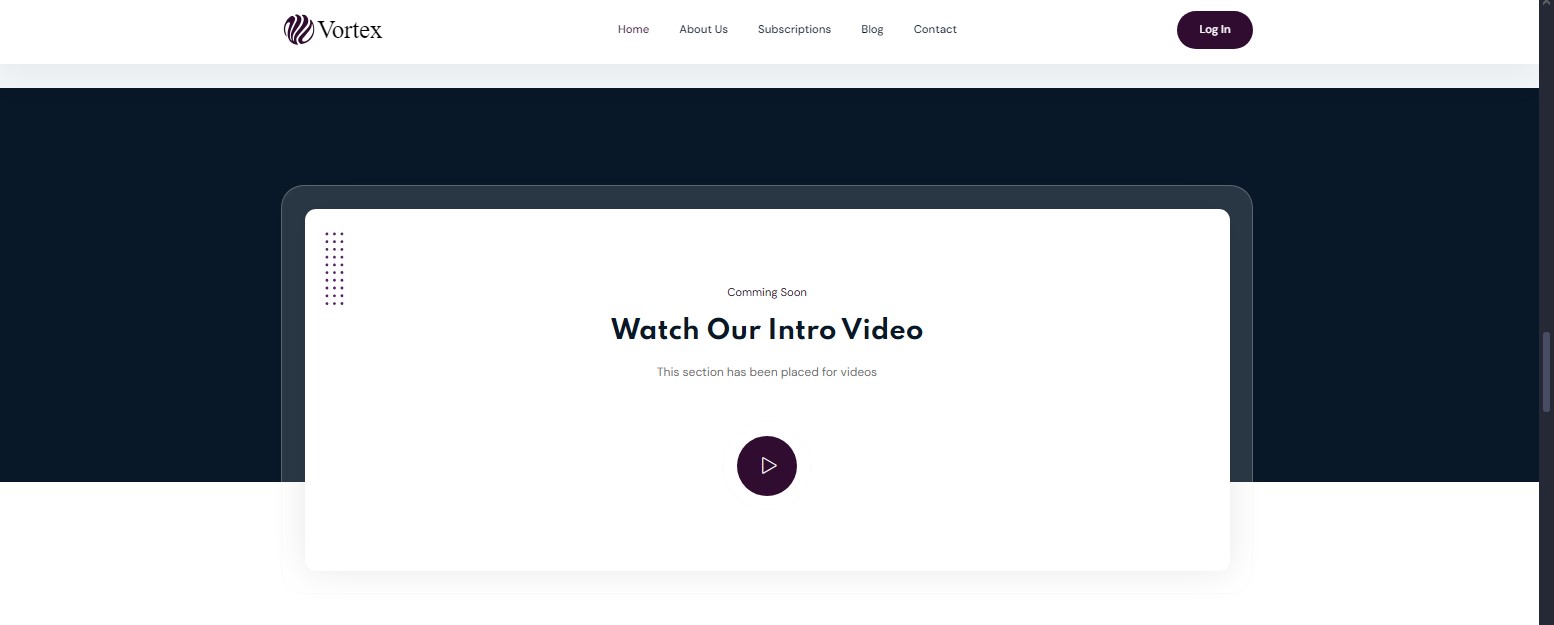 Vortex
Home About Us Subscriptions Blog Contact
Log In
Comming Soon
Watch Our Intro Video
This section has been placed for videos